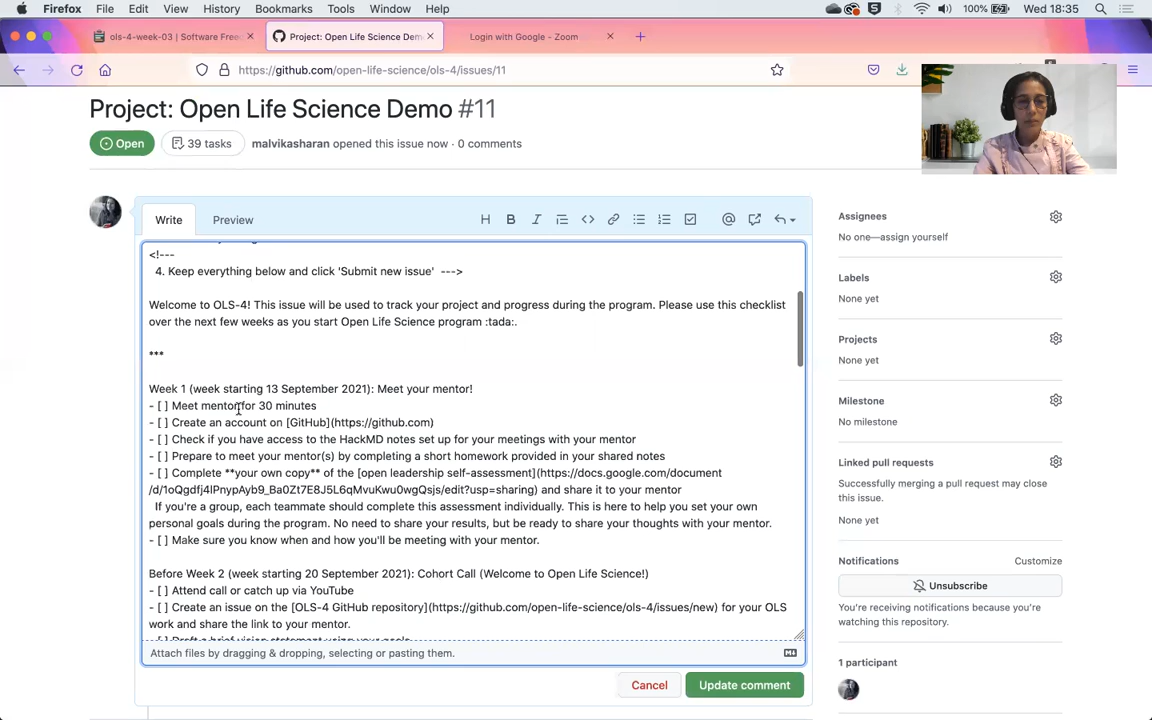 Firefox File Edit View History Bookmarks Tools Window Help 100% Wed 18:35
ols-4-week-03 | Software Free Project: Open Life Science Dem Login with Google - Zoom
https://github.com/open-life-science/ols-4/issues/11
Project: Open Life Science Demo #11
Open 39 tasks malvikasharan opened this issue now · 0 comments
Write Preview
<!---
4. Keep everything below and click 'Submit new issue' --->
Welcome to OLS-4! This issue will be used to track your project and progress during the program. Please use this checklist
over the next few weeks as you start Open Life Science program :tada:.
***
Week 1 (week starting 13 September 2021): Meet your mentor!
- [ ] Meet mentor for 30 minutes
- [ ] Create an account on [GitHub](https://github.com)
- [ ] Check if you have access to the HackMD notes set up for your meetings with your mentor
- [ ] Prepare to meet your mentor(s) by completing a short homework provided in your shared notes
- [ ] Complete **your own copy** of the [open leadership self-assessment](https://docs.google.com/document
/d/1oQgdfj4lPnypAyb9_Ba0Zt7E8J5L6qMvuKwu0wgQsjs/edit?usp=sharing) and share it to your mentor
If you're a group, each teammate should complete this assessment individually. This is here to help you set your own
personal goals during the program. No need to share your results, but be ready to share your thoughts with your mentor.
- [ ] Make sure you know when and how you'll be meeting with your mentor.
Before Week 2 (week starting 20 September 2021): Cohort Call (Welcome to Open Life Science!)
- [ ] Attend call or catch up via YouTube
- [ ] Create an issue on the [OLS-4 GitHub repository](https://github.com/open-life-science/ols-4/issues/new) for your OLS
work and share the link to your mentor.
- [ ] Draft a brief vision statement using your goals
Attach files by dragging & dropping, selecting or pasting them.
Cancel Update comment
Assignees
No one—assign yourself
Labels
None yet
Projects
None yet
Milestone
No milestone
Linked pull requests
Successfully merging a pull request may close
this issue.
None yet
Notifications Customize
Unsubscribe
You're receiving notifications because you're
watching this repository.
1 participant